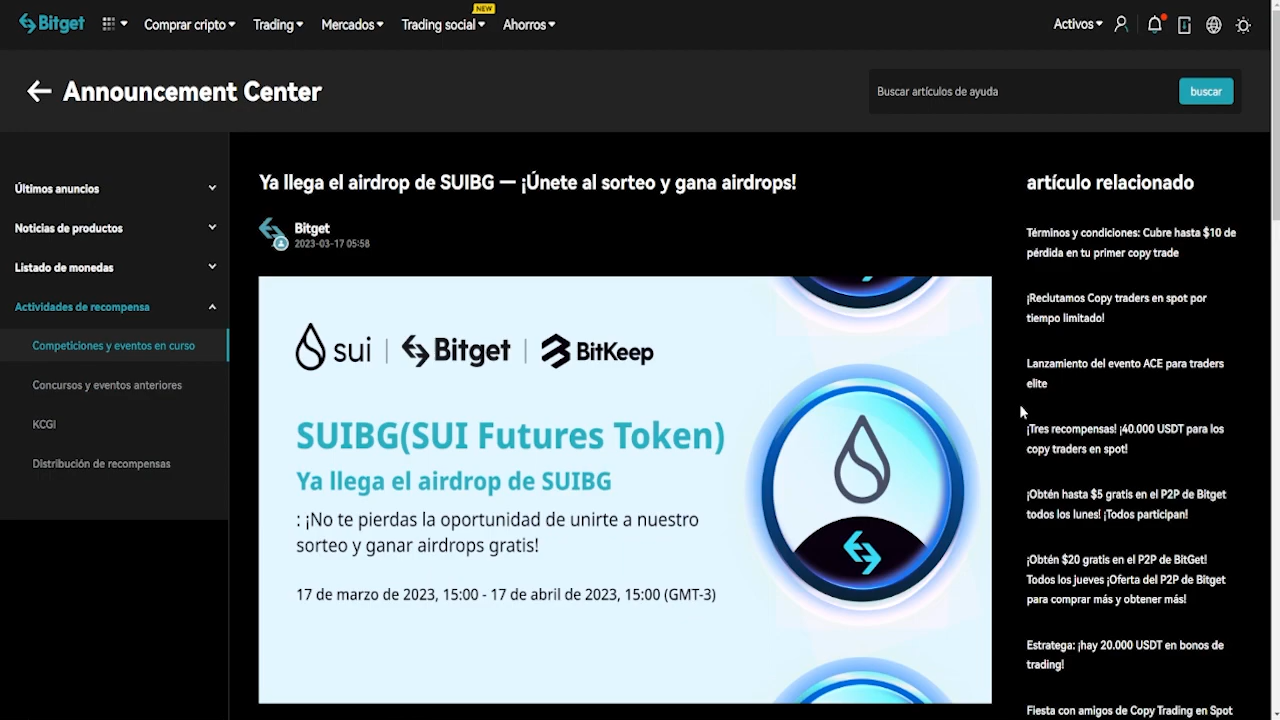 Bitget
Comprar cripto
Trading
Mercados
Trading social
NEW
Ahorros
Activos
Announcement Center
Buscar artículos de ayuda
buscar
Últimos anuncios
Noticias de productos
Listado de monedas
Actividades de recompensa
Competiciones y eventos en curso
Concursos y eventos anteriores
KCGI
Distribución de recompensas
Ya llega el airdrop de SUIBG — ¡Únete al sorteo y gana airdrops!
Bitget
2023-03-17 05:58
sui | Bitget | BitKeep
SUIBG(SUI Futures Token)
Ya llega el airdrop de SUIBG
: ¡No te pierdas la oportunidad de unirte a nuestro
sorteo y ganar airdrops gratis!
17 de marzo de 2023, 15:00 - 17 de abril de 2023, 15:00 (GMT-3)
artículo relacionado
Términos y condiciones: Cubre hasta $10 de
pérdida en tu primer copy trade
¡Reclutamos Copy traders en spot por
tiempo limitado!
Lanzamiento del evento ACE para traders
elite
¡Tres recompensas! ¡40.000 USDT para los
copy traders en spot!
¡Obtén hasta $5 gratis en el P2P de Bitget
todos los lunes! ¡Todos participan!
¡Obtén $20 gratis en el P2P de BitGet!
Todos los jueves ¡Oferta del P2P de Bitget
para comprar más y obtener más!
Estratega: ¡hay 20.000 USDT en bonos de
trading!
Fiesta con amigos de Copy Trading en Spot